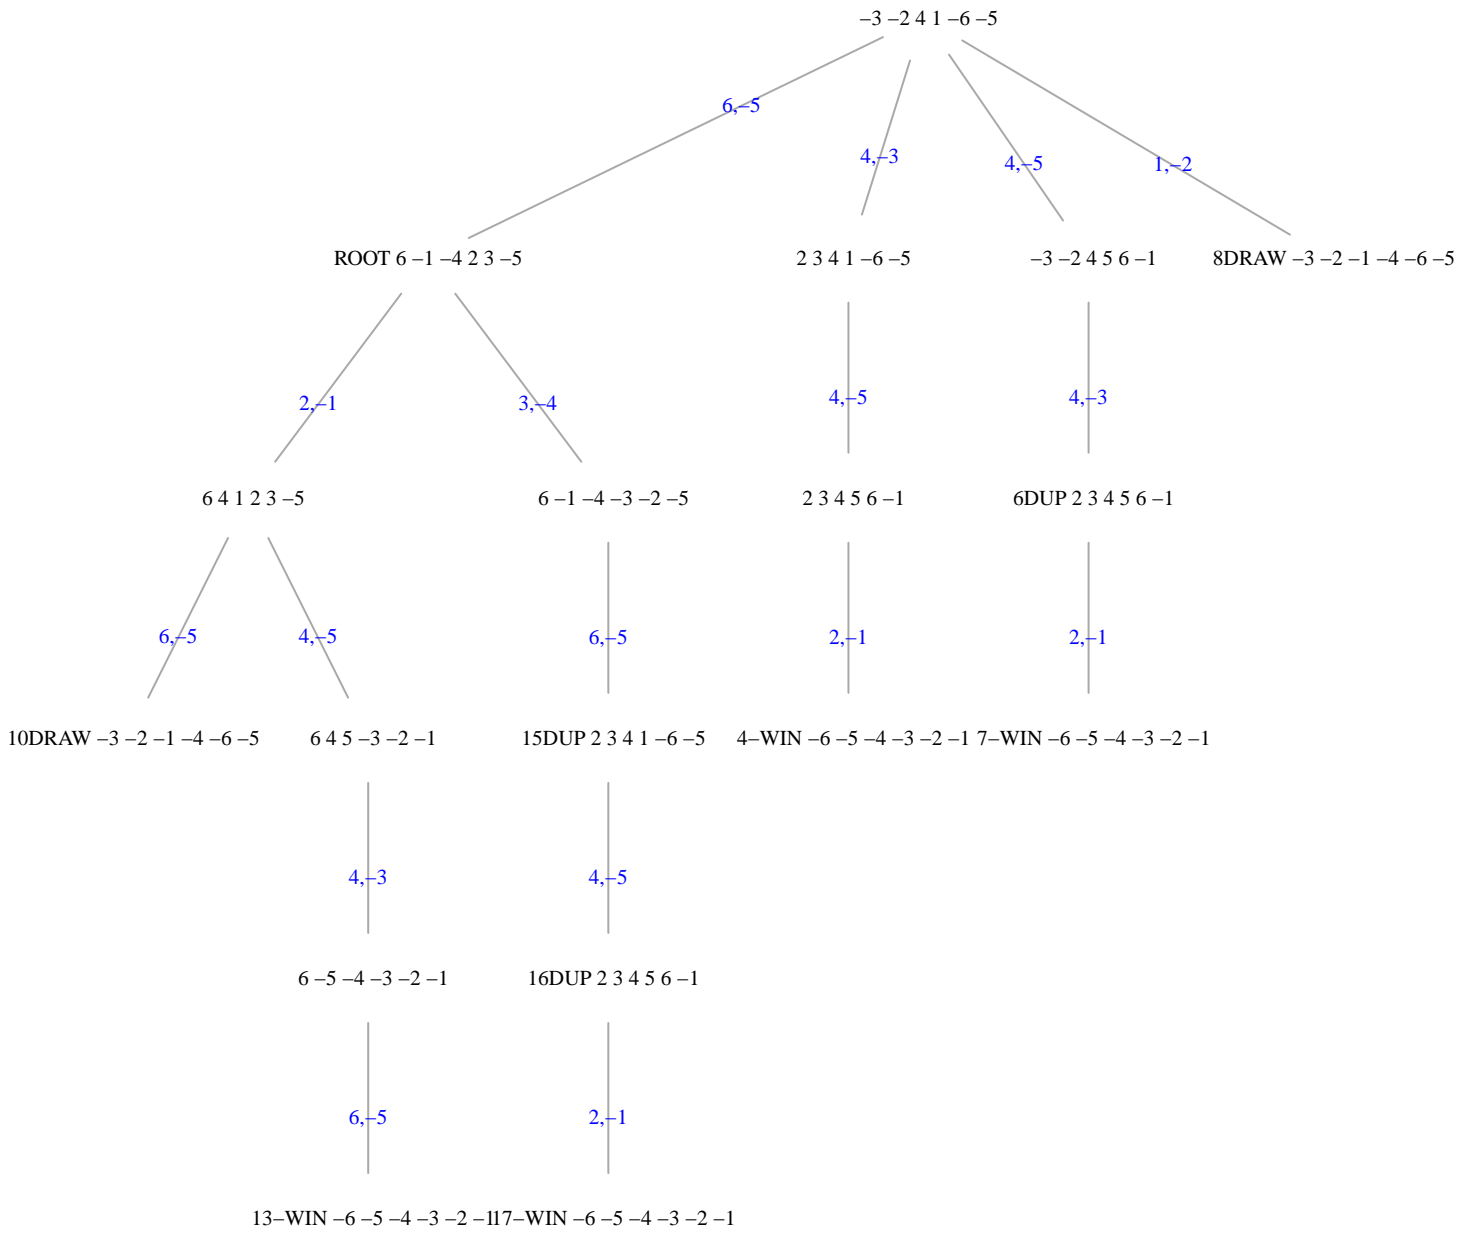 –3 –2 4 1 –6 –5
6,–5
4,–3
4,–5
1,–2
ROOT 6 –1 –4 2 3 –5
2 3 4 1 –6 –5
–3 –2 4 5 6 –1
8DRAW –3 –2 –1 –4 –6 –5
2,–1
3,–4
4,–5
4,–3
6 4 1 2 3 –5
6 –1 –4 –3 –2 –5
2 3 4 5 6 –1
6DUP 2 3 4 5 6 –1
6,–5
4,–5
6,–5
2,–1
2,–1
10DRAW –3 –2 –1 –4 –6 –5
6 4 5 –3 –2 –1
15DUP 2 3 4 1 –6 –5
4–WIN –6 –5 –4 –3 –2 –1
7–WIN –6 –5 –4 –3 –2 –1
4,–3
4,–5
6 –5 –4 –3 –2 –1
16DUP 2 3 4 5 6 –1
6,–5
2,–1
13–WIN –6 –5 –4 –3 –2 –1
17–WIN –6 –5 –4 –3 –2 –1